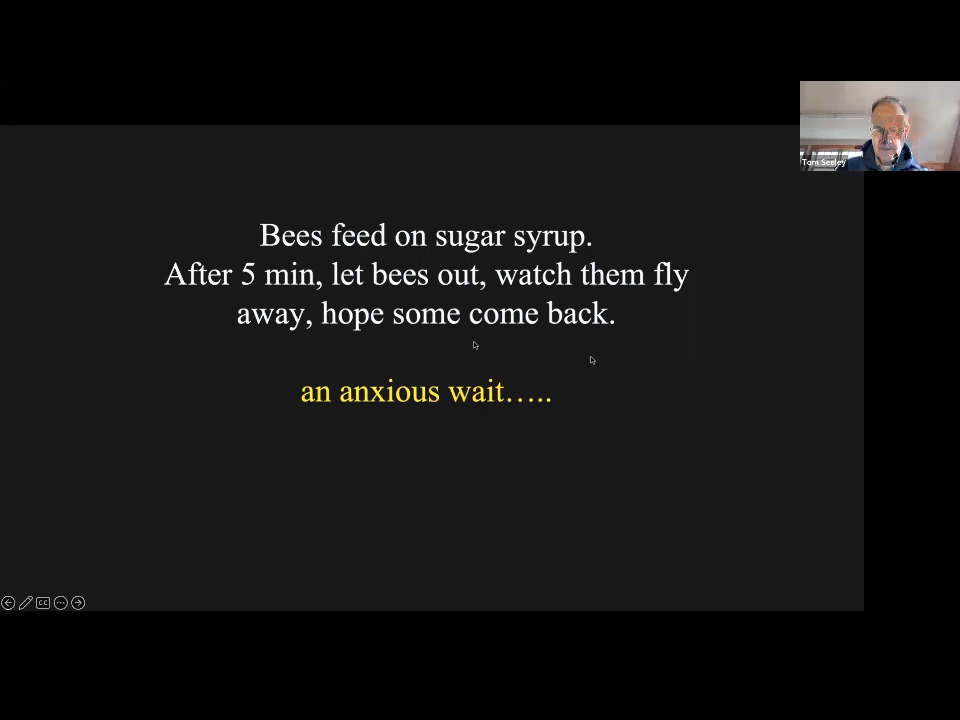 Tom Seeley
Bees feed on sugar syrup.
After 5 min, let bees out, watch them fly
away, hope some come back.
an anxious wait…..